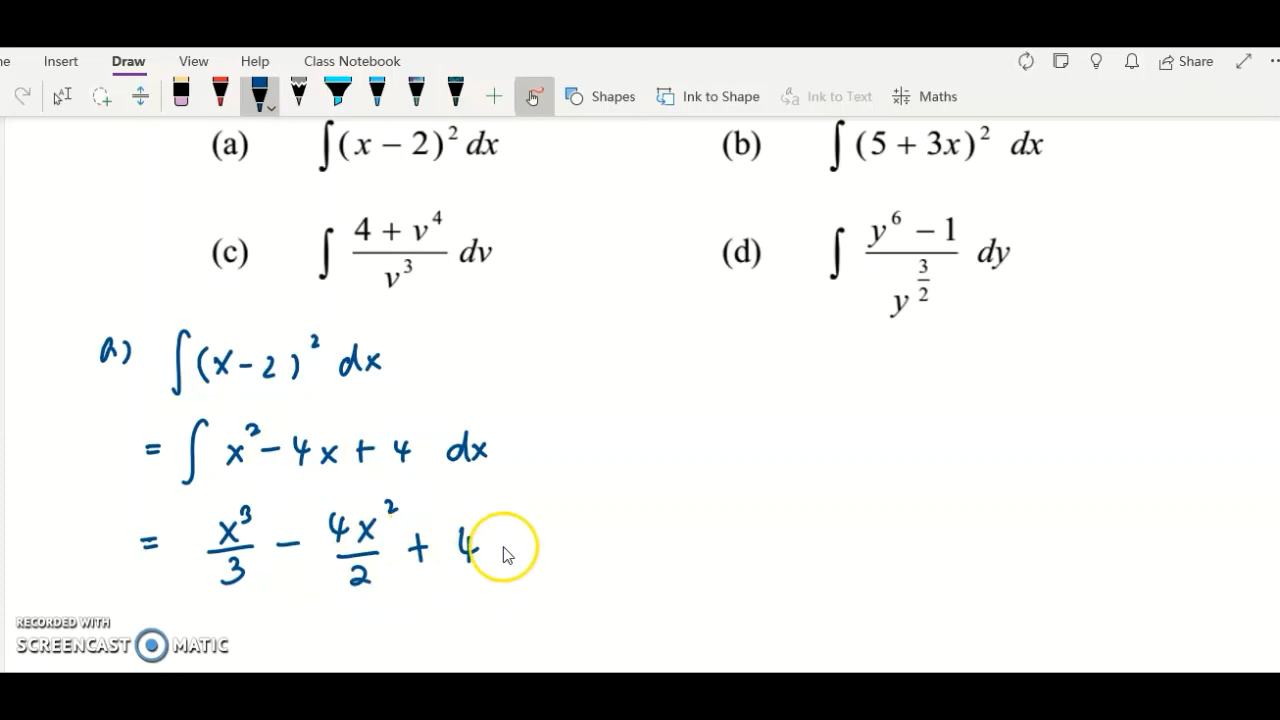 e Insert Draw View Help Class Notebook Share
Shapes Ink to Shape Ink to Text Maths
(a) ∫(x − 2)² dx (b) ∫(5 + 3x)² dx
(c) ∫ (4 + v⁴)/v³ dv (d) ∫ (y⁶ − 1)/y^(3/2) dy
a) ∫(x-2)² dx
= ∫ x² - 4x + 4 dx
= x³/3 - 4x²/2 + 4
RECORDED WITH
SCREENCAST MATIC